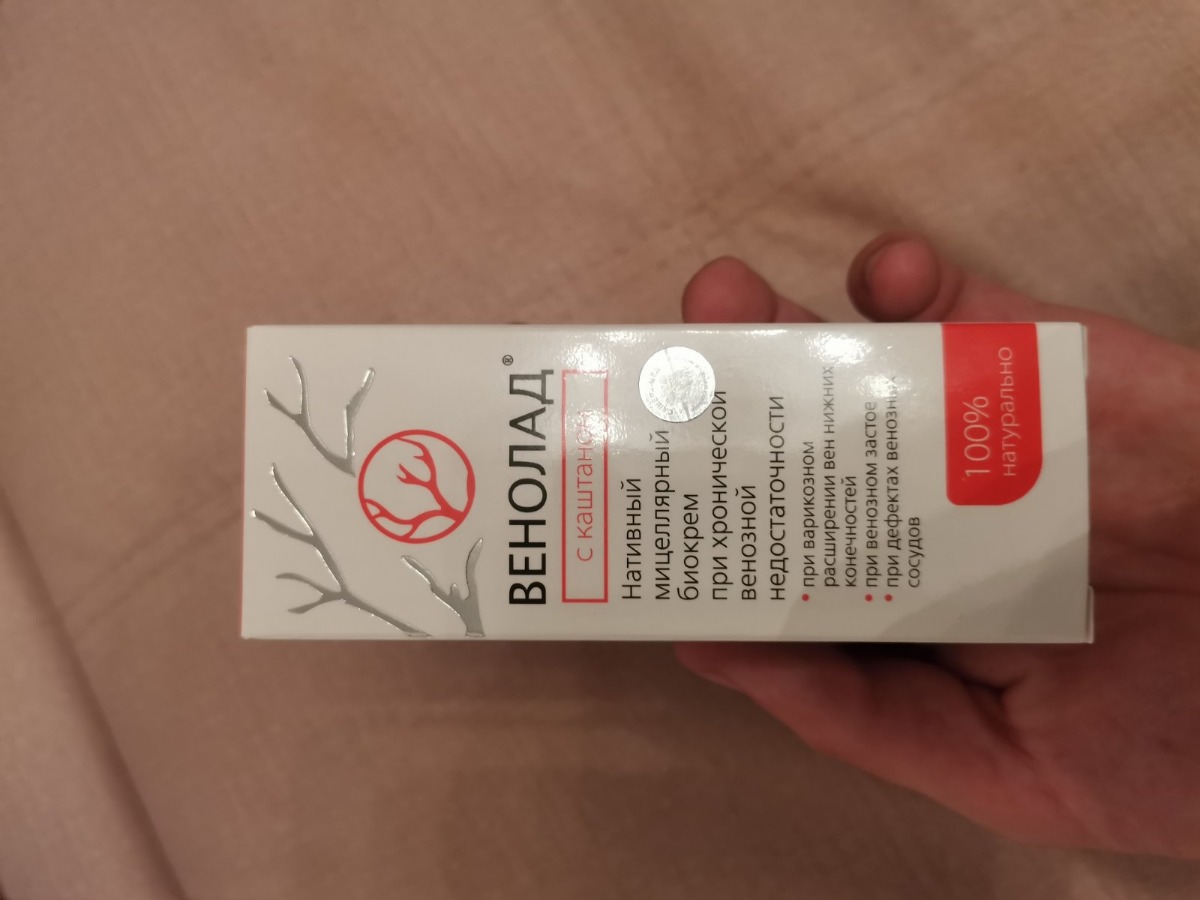 ВЕНОЛАД®
с каштаном
Нативный
мицеллярный
биокрем
при хронической
венозной
недостаточности
• при варикозном
расширении вен нижних
конечностей
• при венозном застое
• при дефектах венозных
сосудов
100%
натурально